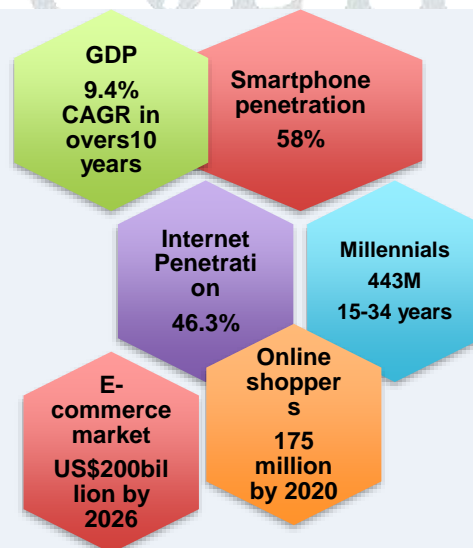 GDP
9.4%
CAGR in
overs10
years
Smartphone
penetration
58%
Internet
Penetrati
on
46.3%
Millennials
443M
15-34 years
E-
commerce
market
US$200bil
lion by
2026
Online
shopper
s
175
million
by 2020